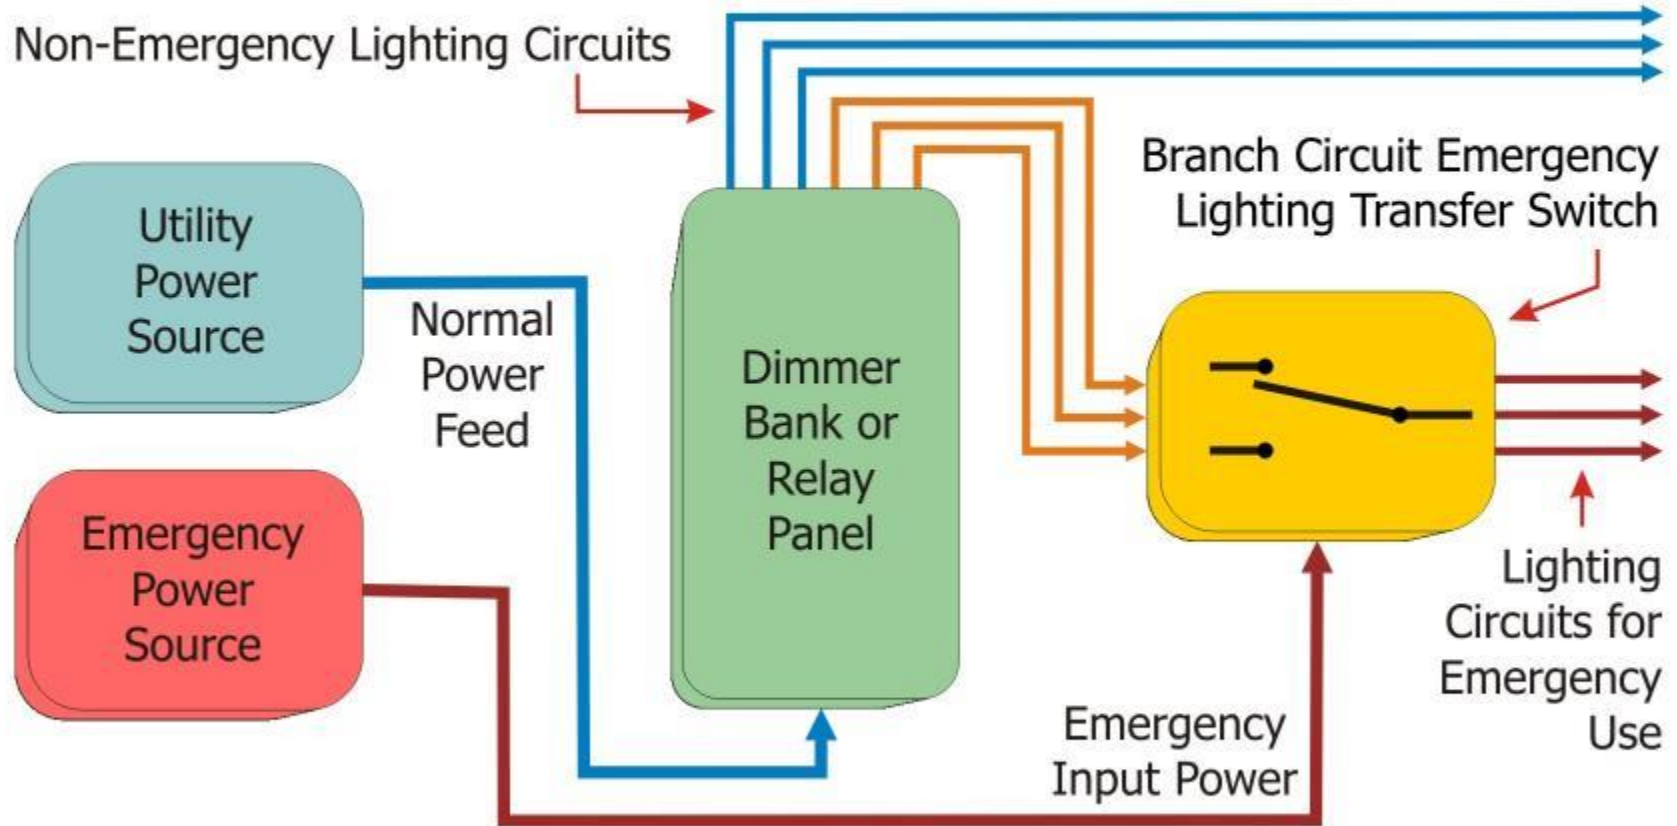 Non-Emergency Lighting Circuits
Branch Circuit Emergency
Lighting Transfer Switch
Utility
Power
Source
Normal
Power
Feed
Dimmer
Bank or
Relay
Panel
Emergency
Power
Source
Lighting
Circuits for
Emergency
Use
Emergency
Input Power